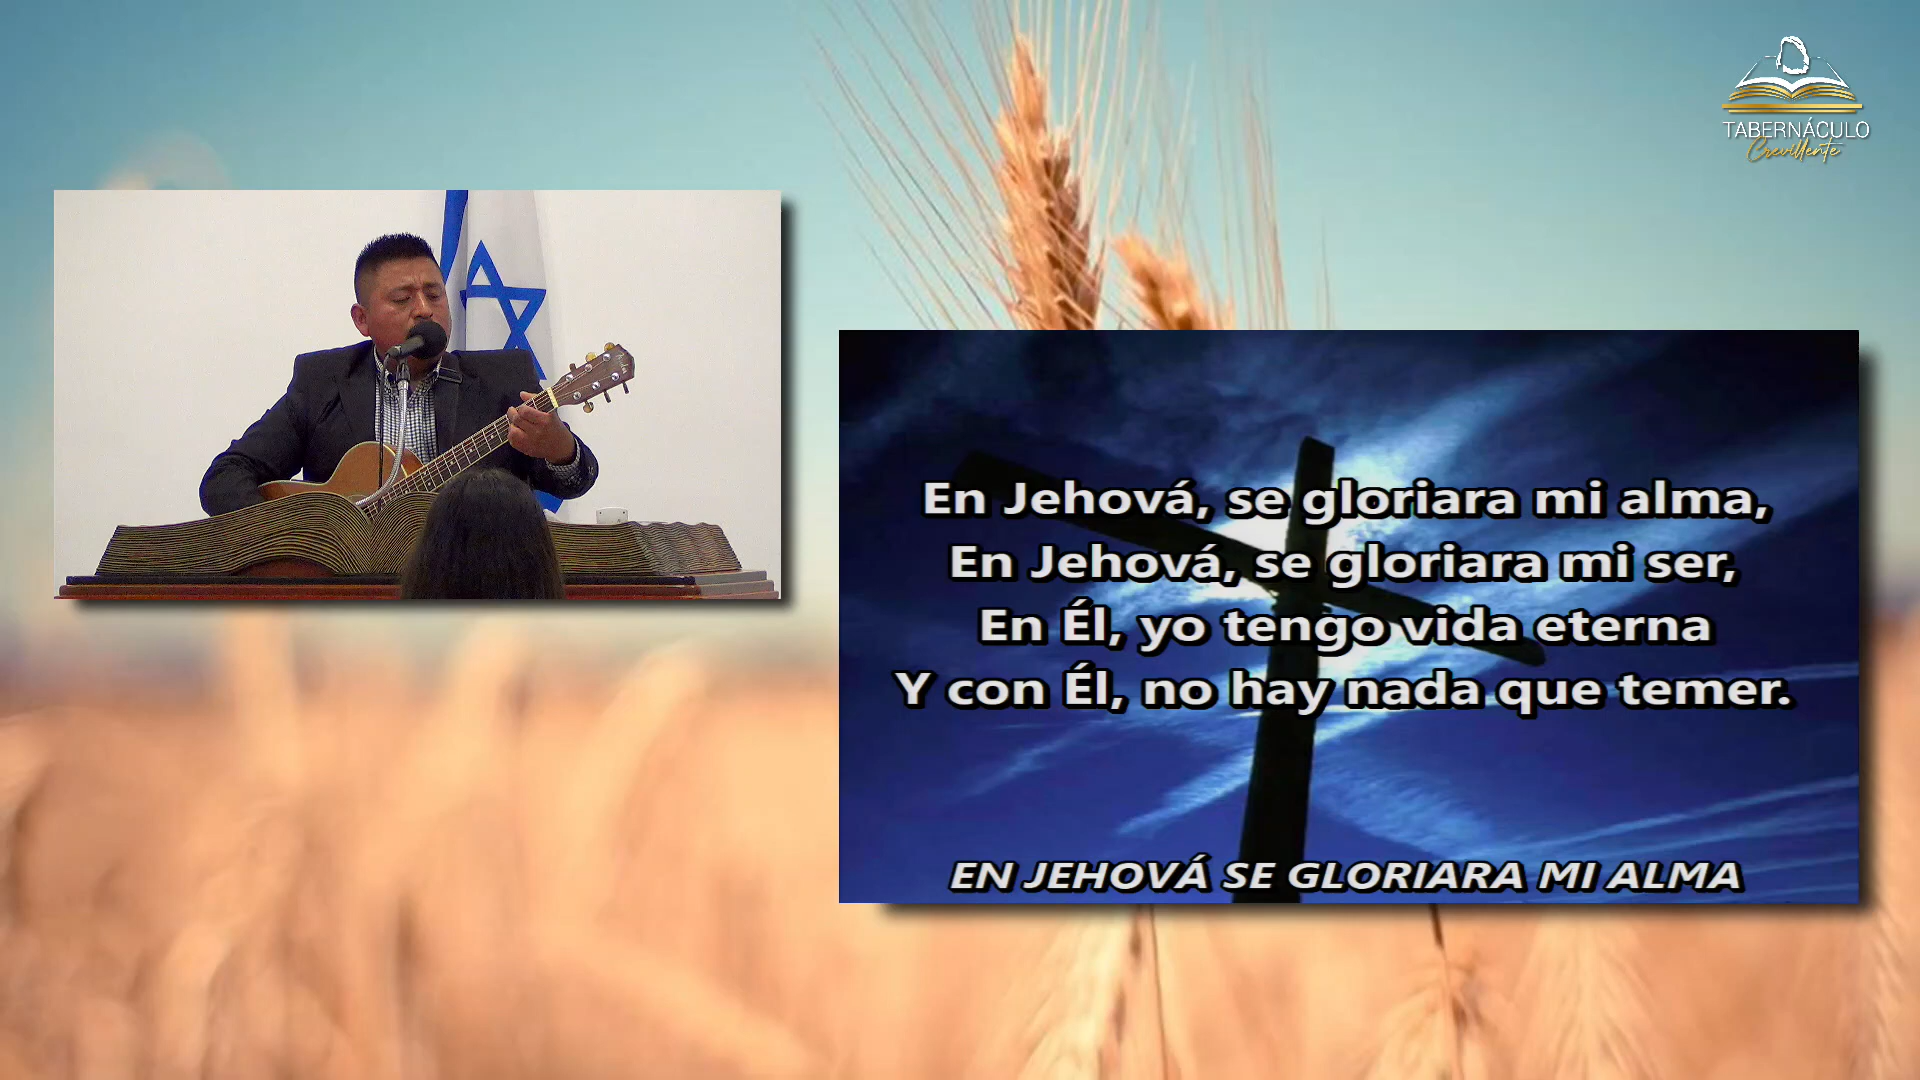 TABERNÁCULO
Crevillente
En Jehová, se gloriara mi alma,
En Jehová, se gloriara mi ser,
En Él, yo tengo vida eterna
Y con Él, no hay nada que temer.
EN JEHOVÁ SE GLORIARA MI ALMA